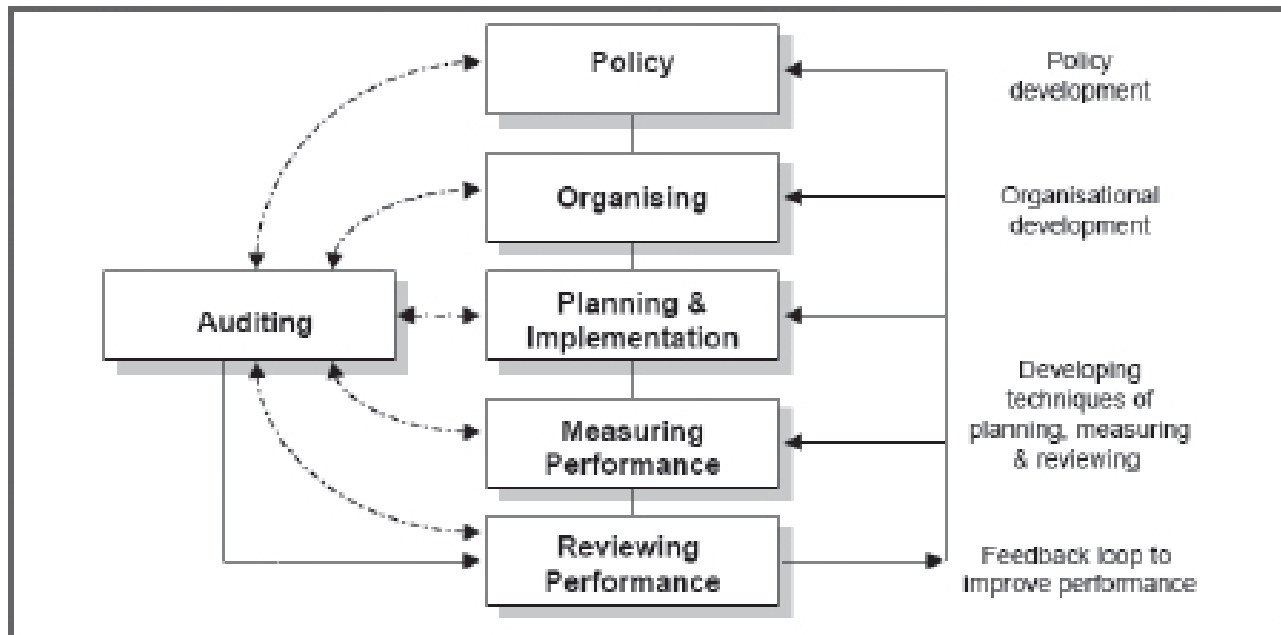 Policy
Policy
development
Organising
Organisational
development
Auditing
Planning &
Implementation
Developing
techniques of
planning, measuring
& reviewing
Measuring
Performance
Reviewing
Performance
Feedback loop to
improve performance